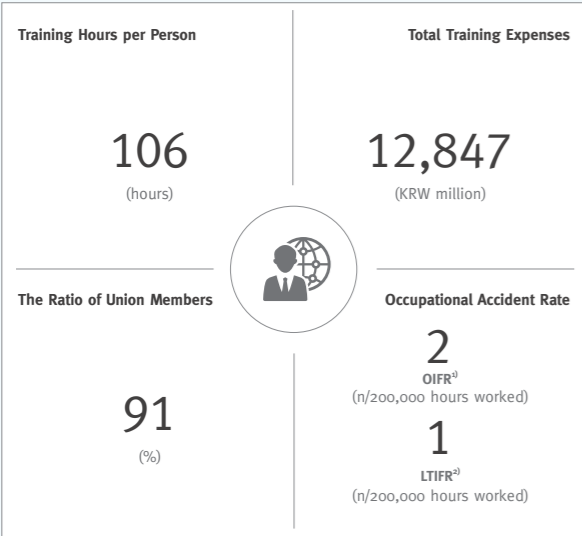 Training Hours per Person
106
(hours)
Total Training Expenses
12,847
(KRW million)
The Ratio of Union Members
91
(%)
Occupational Accident Rate
2
OIFR¹⁾
(n/200,000 hours worked)
1
LTIFR²⁾
(n/200,000 hours worked)